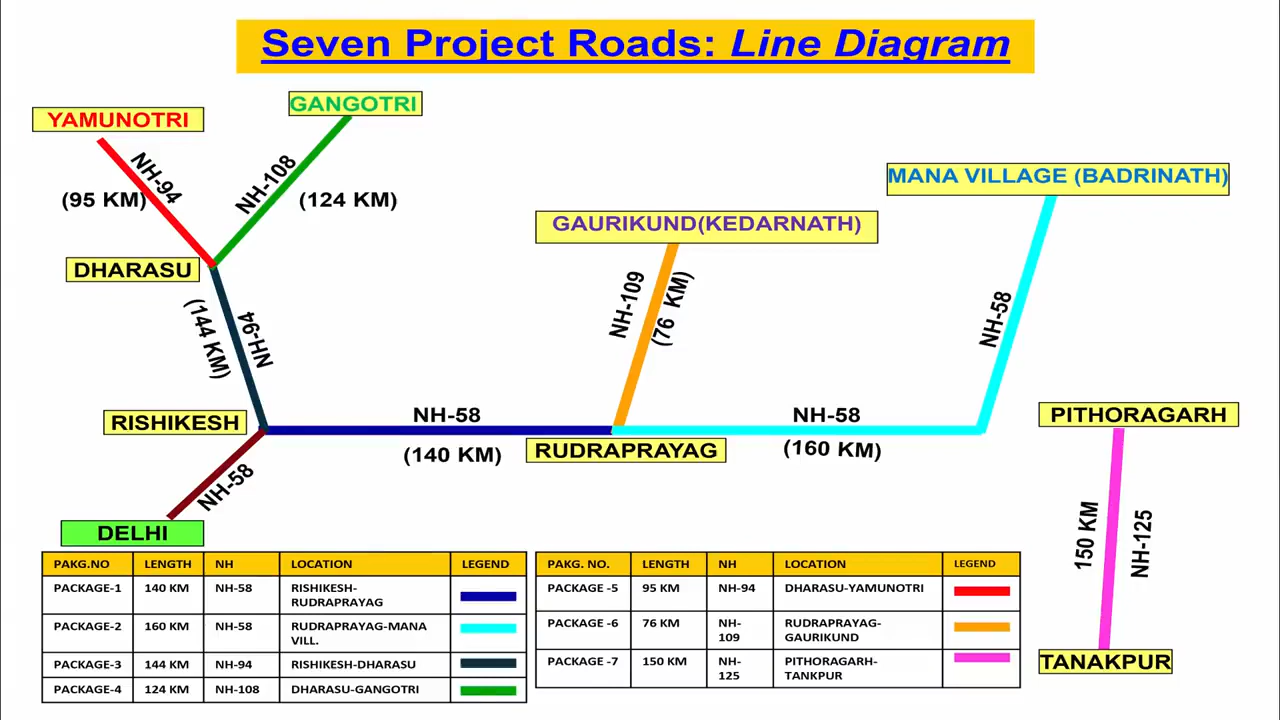 Seven Project Roads: Line Diagram
GANGOTRI
YAMUNOTRI
NH-94
(95 KM)
NH-108
(124 KM)
MANA VILLAGE (BADRINATH)
GAURIKUND(KEDARNATH)
DHARASU
(144 KM)
NH-94
NH-109
(76 KM)
NH-58
RISHIKESH
NH-58
(140 KM)
RUDRAPRAYAG
NH-58
(160 KM)
PITHORAGARH
NH-58
DELHI
150 KM
NH-125
TANAKPUR
PAKG.NO LENGTH NH LOCATION LEGEND
PACKAGE-1 140 KM NH-58 RISHIKESH-
RUDRAPRAYAG
PACKAGE-2 160 KM NH-58 RUDRAPRAYAG-MANA
VILL.
PACKAGE-3 144 KM NH-94 RISHIKESH-DHARASU
PACKAGE-4 124 KM NH-108 DHARASU-GANGOTRI
PAKG. NO. LENGTH NH LOCATION LEGEND
PACKAGE -5 95 KM NH-94 DHARASU-YAMUNOTRI
PACKAGE -6 76 KM NH- RUDRAPRAYAG-
109 GAURIKUND
PACKAGE -7 150 KM NH- PITHORAGARH-
125 TANKPUR